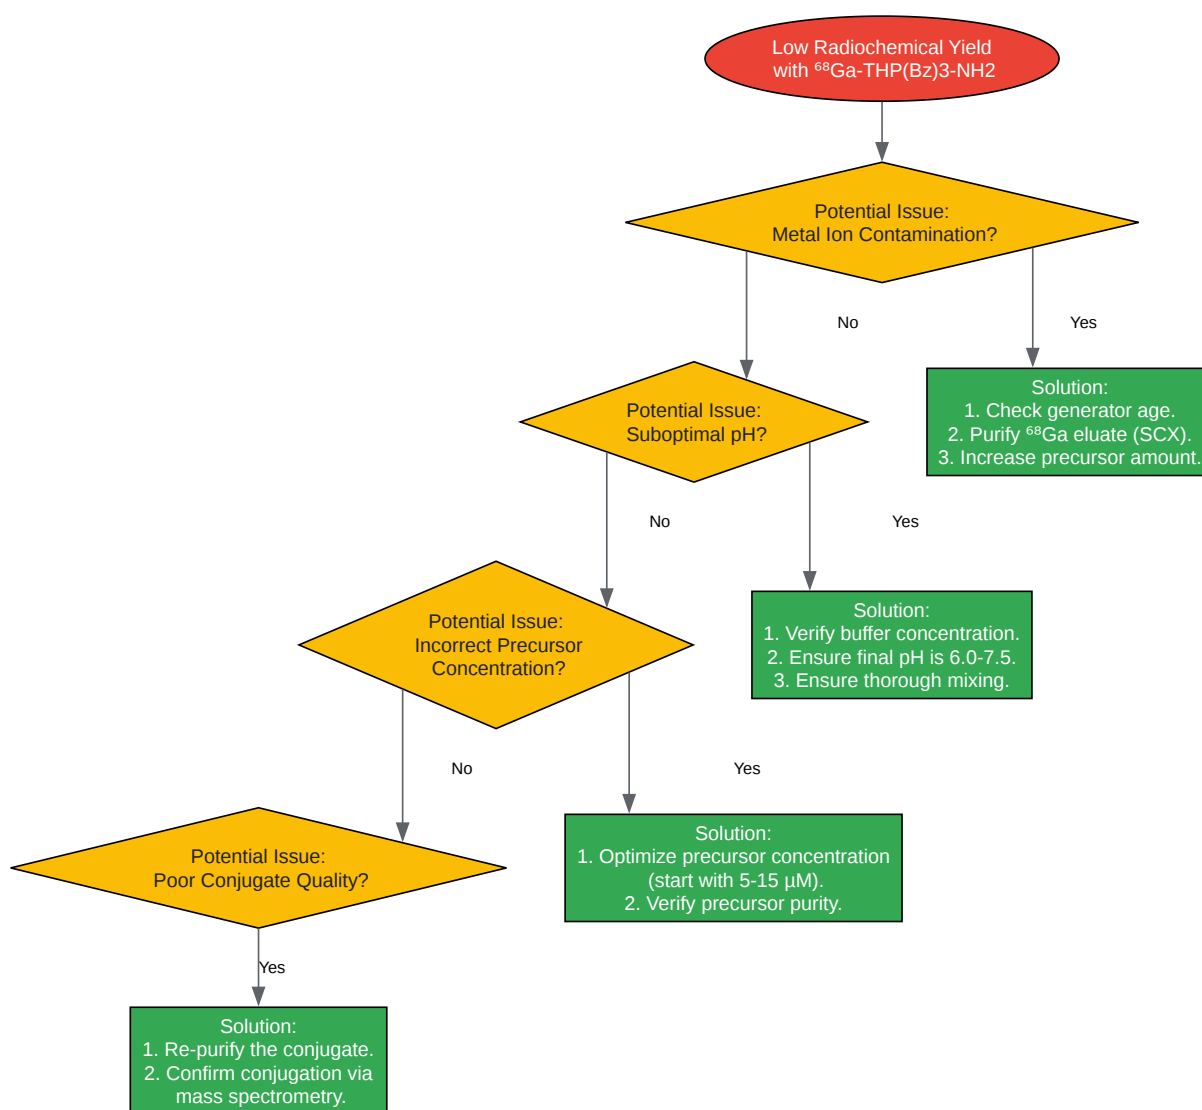 Low Radiochemical Yield
with ⁶⁸Ga-THP(Bz)3-NH2
Potential Issue:
Metal Ion Contamination?
No
Yes
Potential Issue:
Suboptimal pH?
Solution:
1. Check generator age.
2. Purify ⁶⁸Ga eluate (SCX).
3. Increase precursor amount.
No
Yes
Potential Issue:
Incorrect Precursor
Concentration?
Solution:
1. Verify buffer concentration.
2. Ensure final pH is 6.0-7.5.
3. Ensure thorough mixing.
No
Yes
Potential Issue:
Poor Conjugate Quality?
Solution:
1. Optimize precursor concentration
(start with 5-15 µM).
2. Verify precursor purity.
Yes
Solution:
1. Re-purify the conjugate.
2. Confirm conjugation via
mass spectrometry.